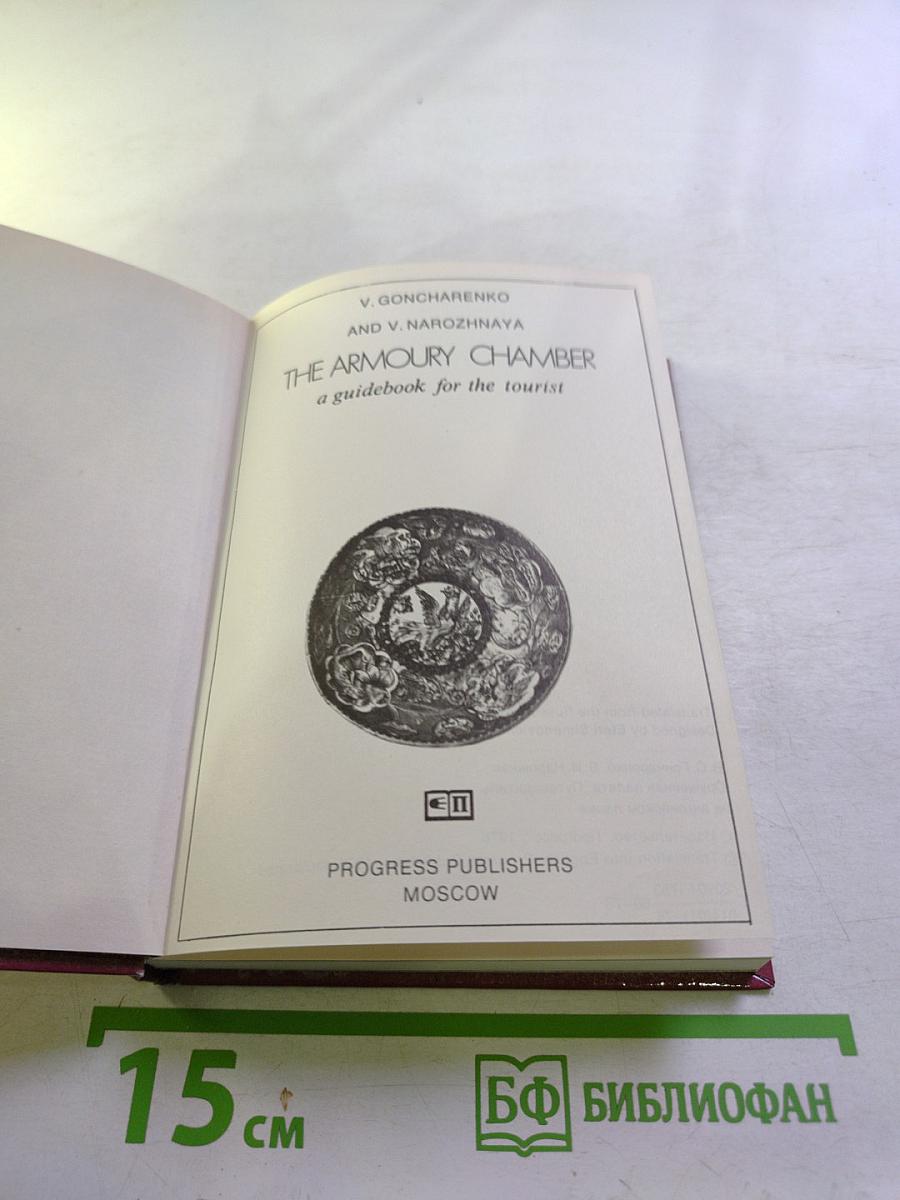 V. GONCHARENKO
AND V. NAROZHNAYA
THE ARMOURY CHAMBER
a guidebook for the tourist
П
PROGRESS PUBLISHERS
MOSCOW
15 см
БФ БИБЛИОФАН